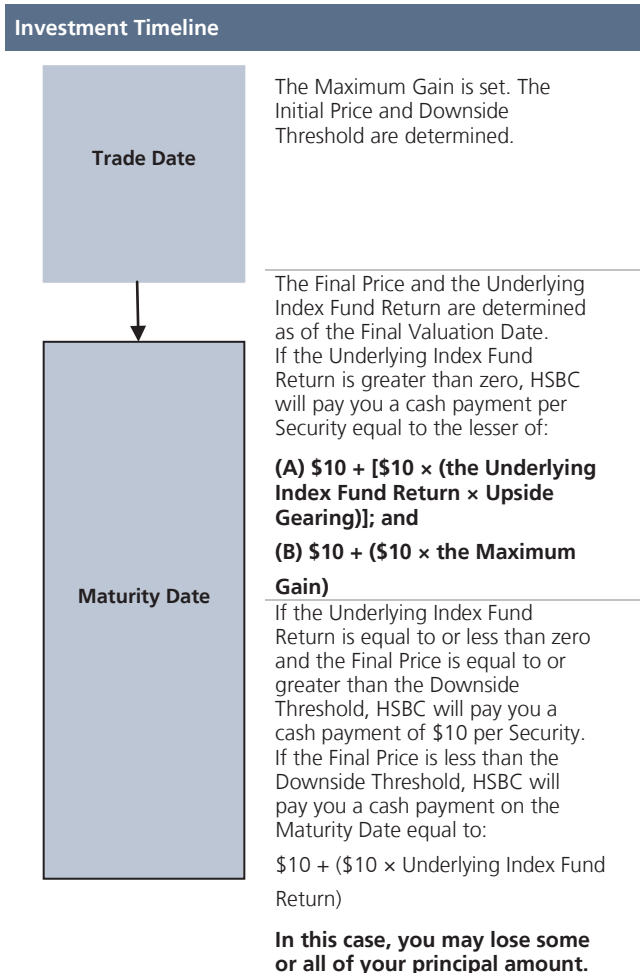 Investment Timeline
Trade Date
The Maximum Gain is set. The
Initial Price and Downside
Threshold are determined.
Maturity Date
The Final Price and the Underlying
Index Fund Return are determined
as of the Final Valuation Date.
If the Underlying Index Fund
Return is greater than zero, HSBC
will pay you a cash payment per
Security equal to the lesser of:
(A) $10 + [$10 × (the Underlying
Index Fund Return × Upside
Gearing)]; and
(B) $10 + ($10 × the Maximum
Gain)
If the Underlying Index Fund
Return is equal to or less than zero
and the Final Price is equal to or
greater than the Downside
Threshold, HSBC will pay you a
cash payment of $10 per Security.
If the Final Price is less than the
Downside Threshold, HSBC will
pay you a cash payment on the
Maturity Date equal to:
$10 + ($10 × Underlying Index Fund
Return)
In this case, you may lose some
or all of your principal amount.